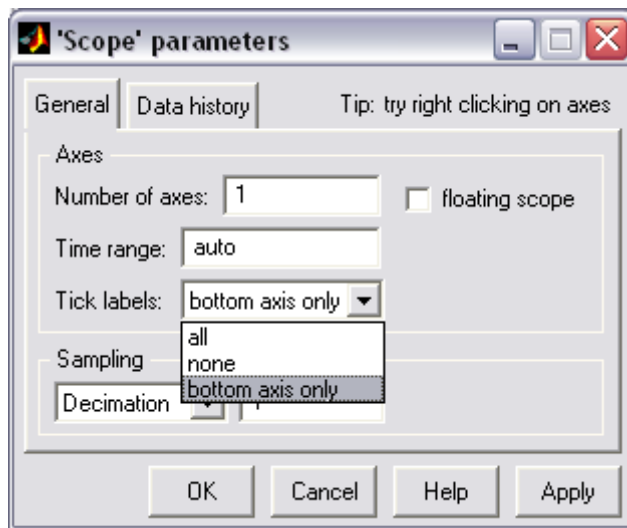 'Scope' parameters
General Data history Tip: try right clicking on axes
Axes
Number of axes: 1 floating scope
Time range: auto
Tick labels: bottom axis only
all
none
bottom axis only
Sampling
Decimation
OK Cancel Help Apply